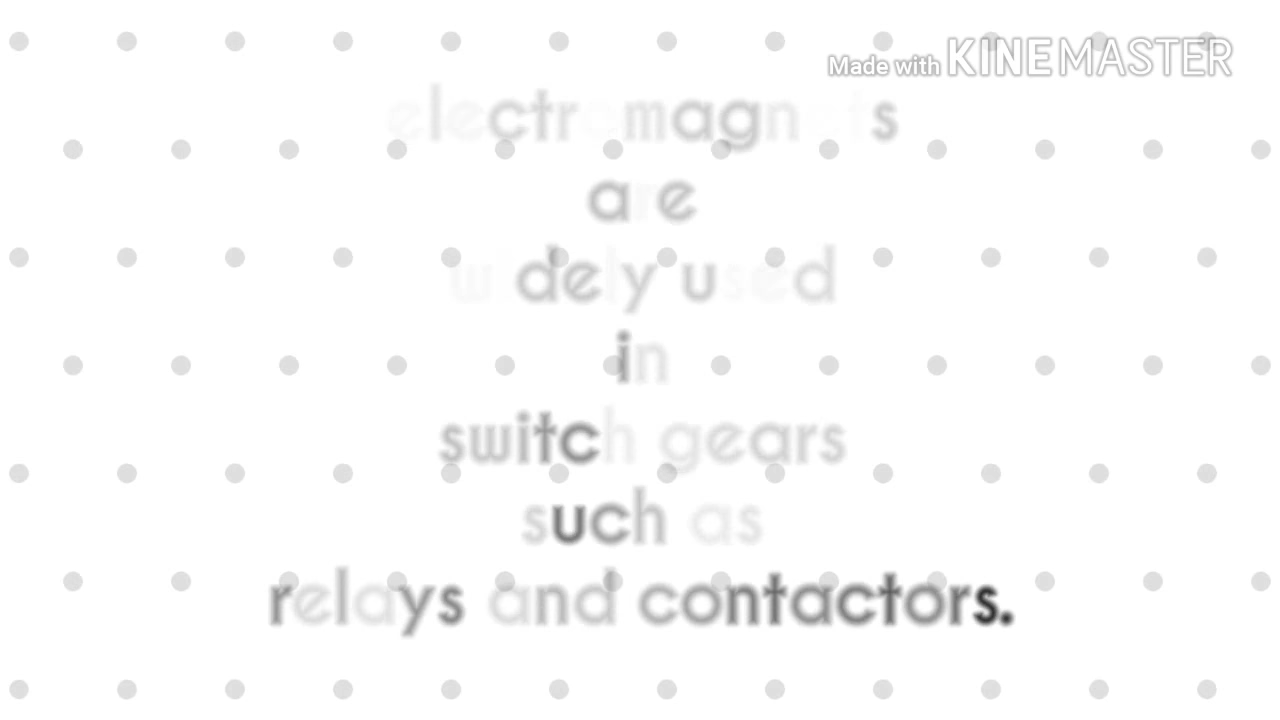 Made with KINEMASTER
electromagnets
are
widely used
in
switch gears
such as
relays and contactors.